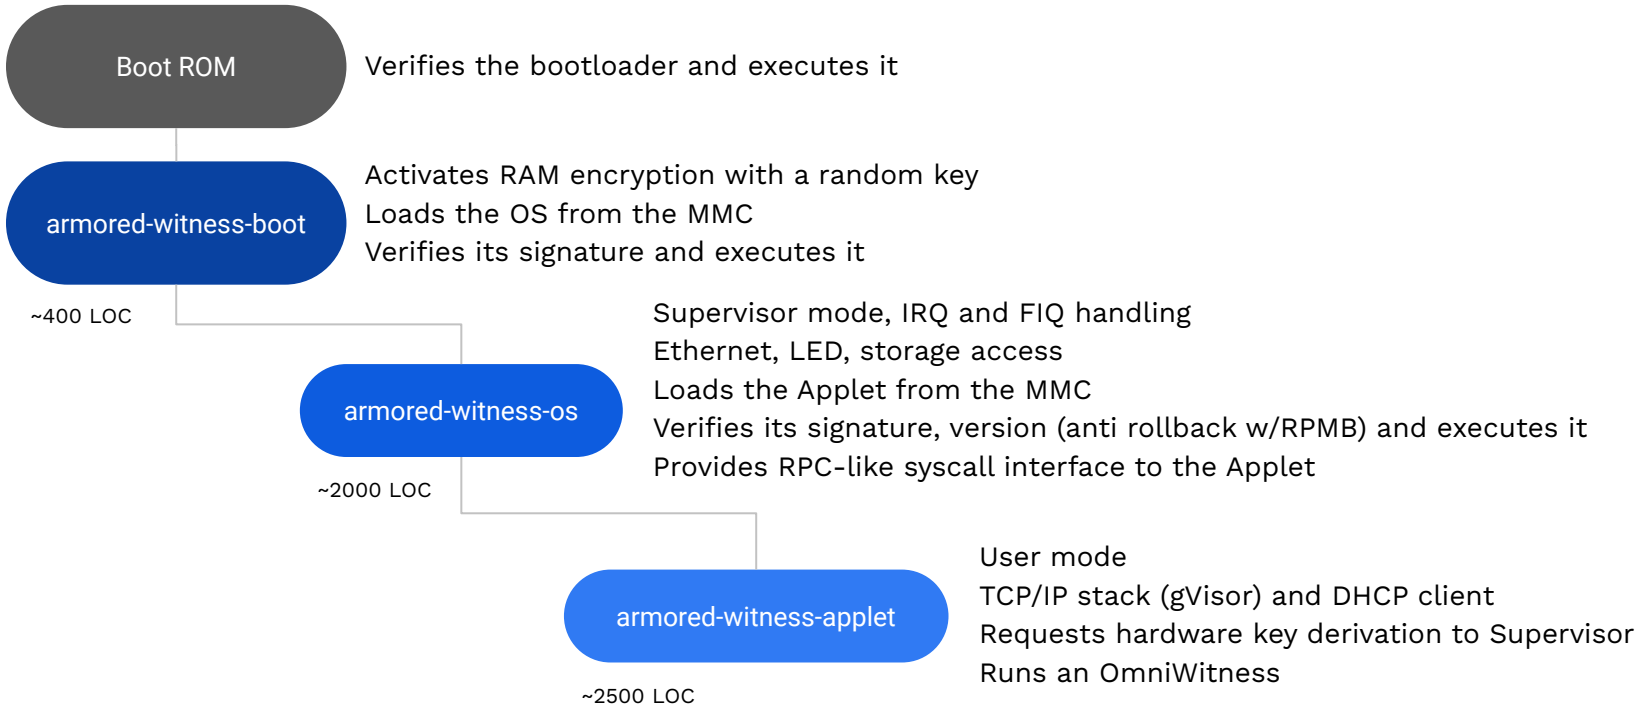 Boot ROM
Verifies the bootloader and executes it
armored-witness-boot
Activates RAM encryption with a random key
Loads the OS from the MMC
Verifies its signature and executes it
~400 LOC
armored-witness-os
Supervisor mode, IRQ and FIQ handling
Ethernet, LED, storage access
Loads the Applet from the MMC
Verifies its signature, version (anti rollback w/RPMB) and executes it
Provides RPC-like syscall interface to the Applet
~2000 LOC
armored-witness-applet
User mode
TCP/IP stack (gVisor) and DHCP client
Requests hardware key derivation to Supervisor
Runs an OmniWitness
~2500 LOC